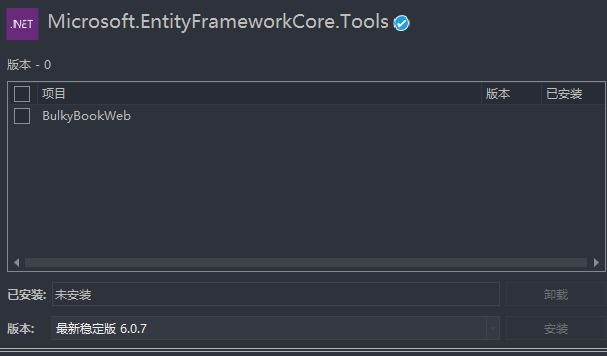 .NET Microsoft.EntityFrameworkCore.Tools
版本 - 0
项目 版本 已安装
BulkyBookWeb
已安装: 未安装 卸载
版本: 最新稳定版 6.0.7 安装